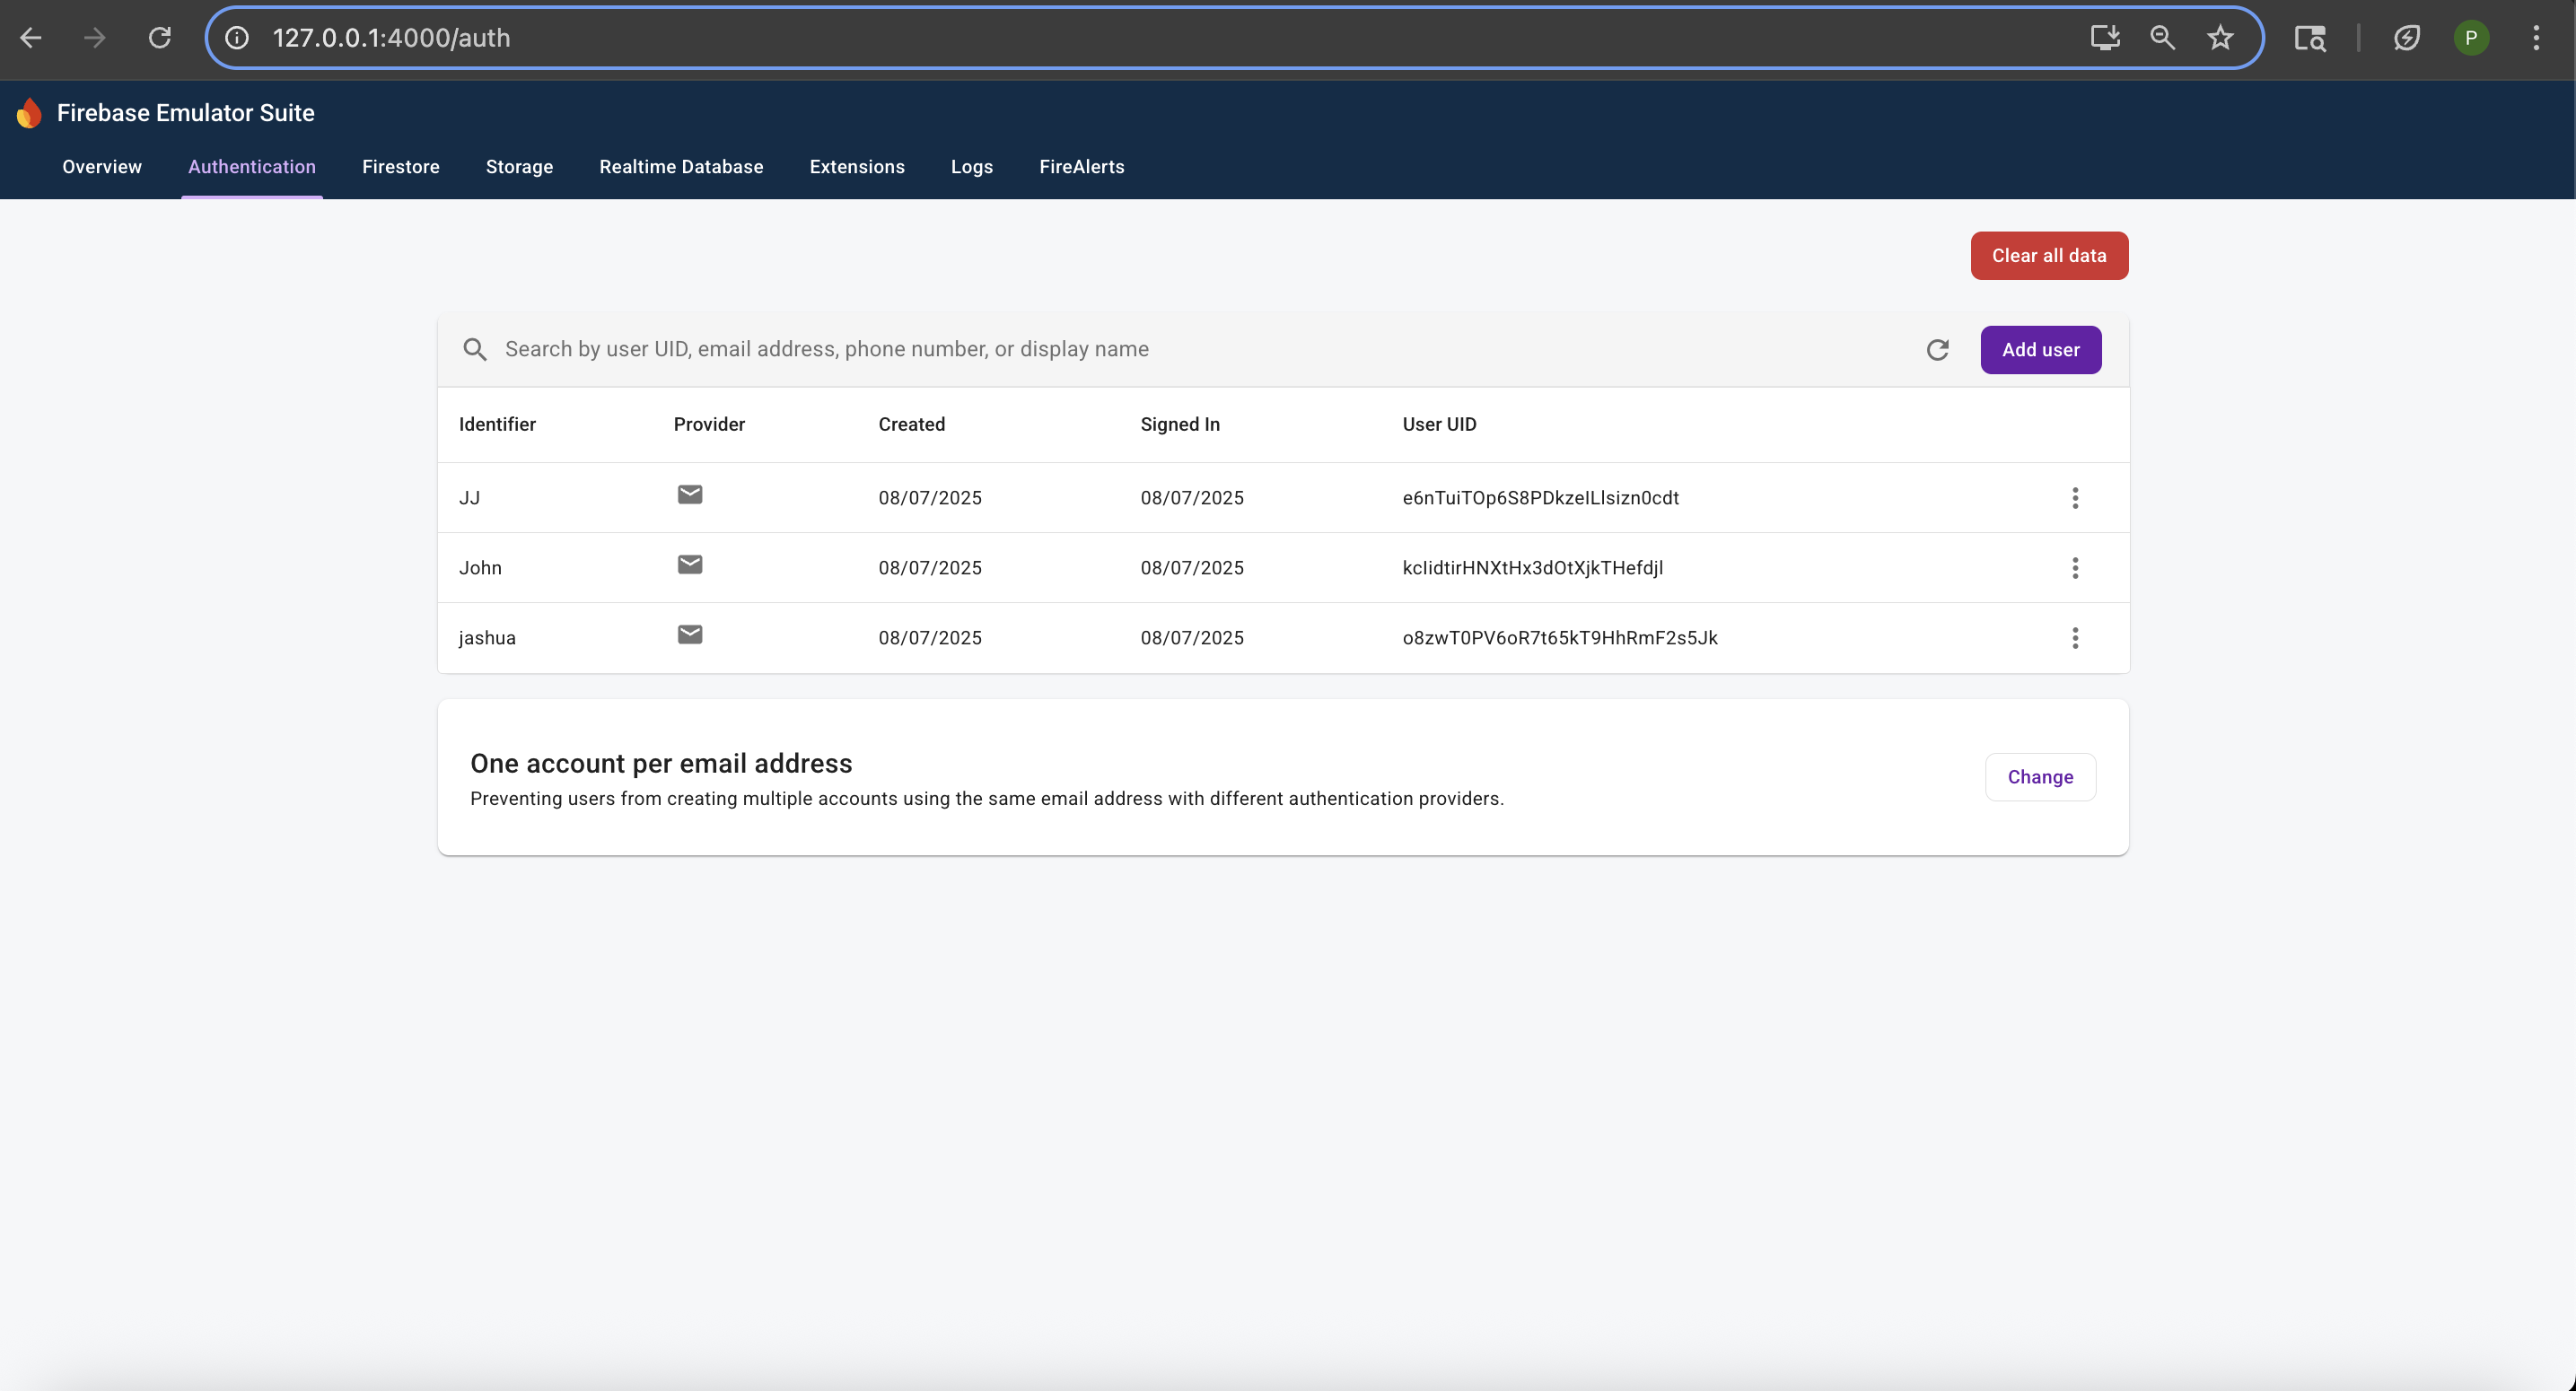 127.0.0.1:4000/auth
P
Firebase Emulator Suite
Overview Authentication Firestore Storage Realtime Database Extensions Logs FireAlerts
Clear all data
Search by user UID, email address, phone number, or display name
Add user
Identifier Provider Created Signed In User UID
JJ 08/07/2025 08/07/2025 e6nTuiTOp6S8PDkzeILlsizn0cdt
John 08/07/2025 08/07/2025 kcIidtirHNXtHx3dOtXjkTHefdjl
jashua 08/07/2025 08/07/2025 o8zwT0PV6oR7t65kT9HhRmF2s5Jk
One account per email address
Change
Preventing users from creating multiple accounts using the same email address with different authentication providers.